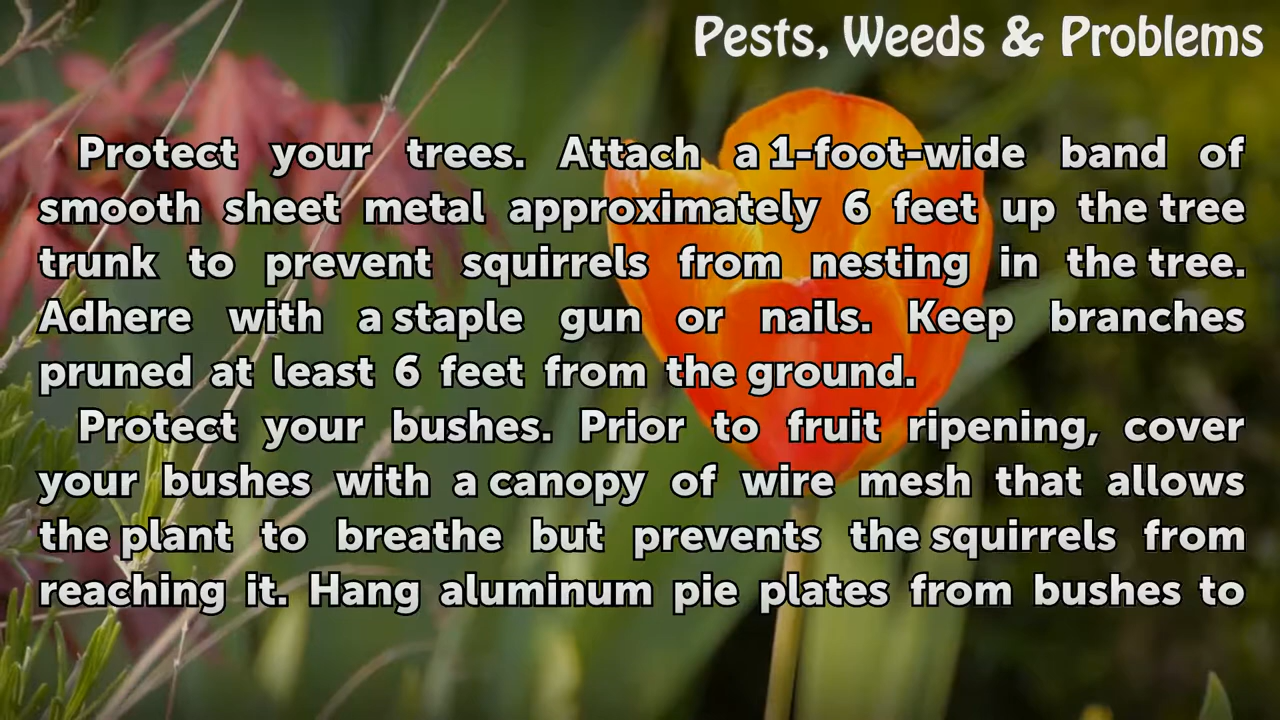 Pests, Weeds & Problems
Protect your trees. Attach a 1-foot-wide band of
smooth sheet metal approximately 6 feet up the tree
trunk to prevent squirrels from nesting in the tree.
Adhere with a staple gun or nails. Keep branches
pruned at least 6 feet from the ground.
Protect your bushes. Prior to fruit ripening, cover
your bushes with a canopy of wire mesh that allows
the plant to breathe but prevents the squirrels from
reaching it. Hang aluminum pie plates from bushes to